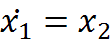 ẋ₁ = x₂